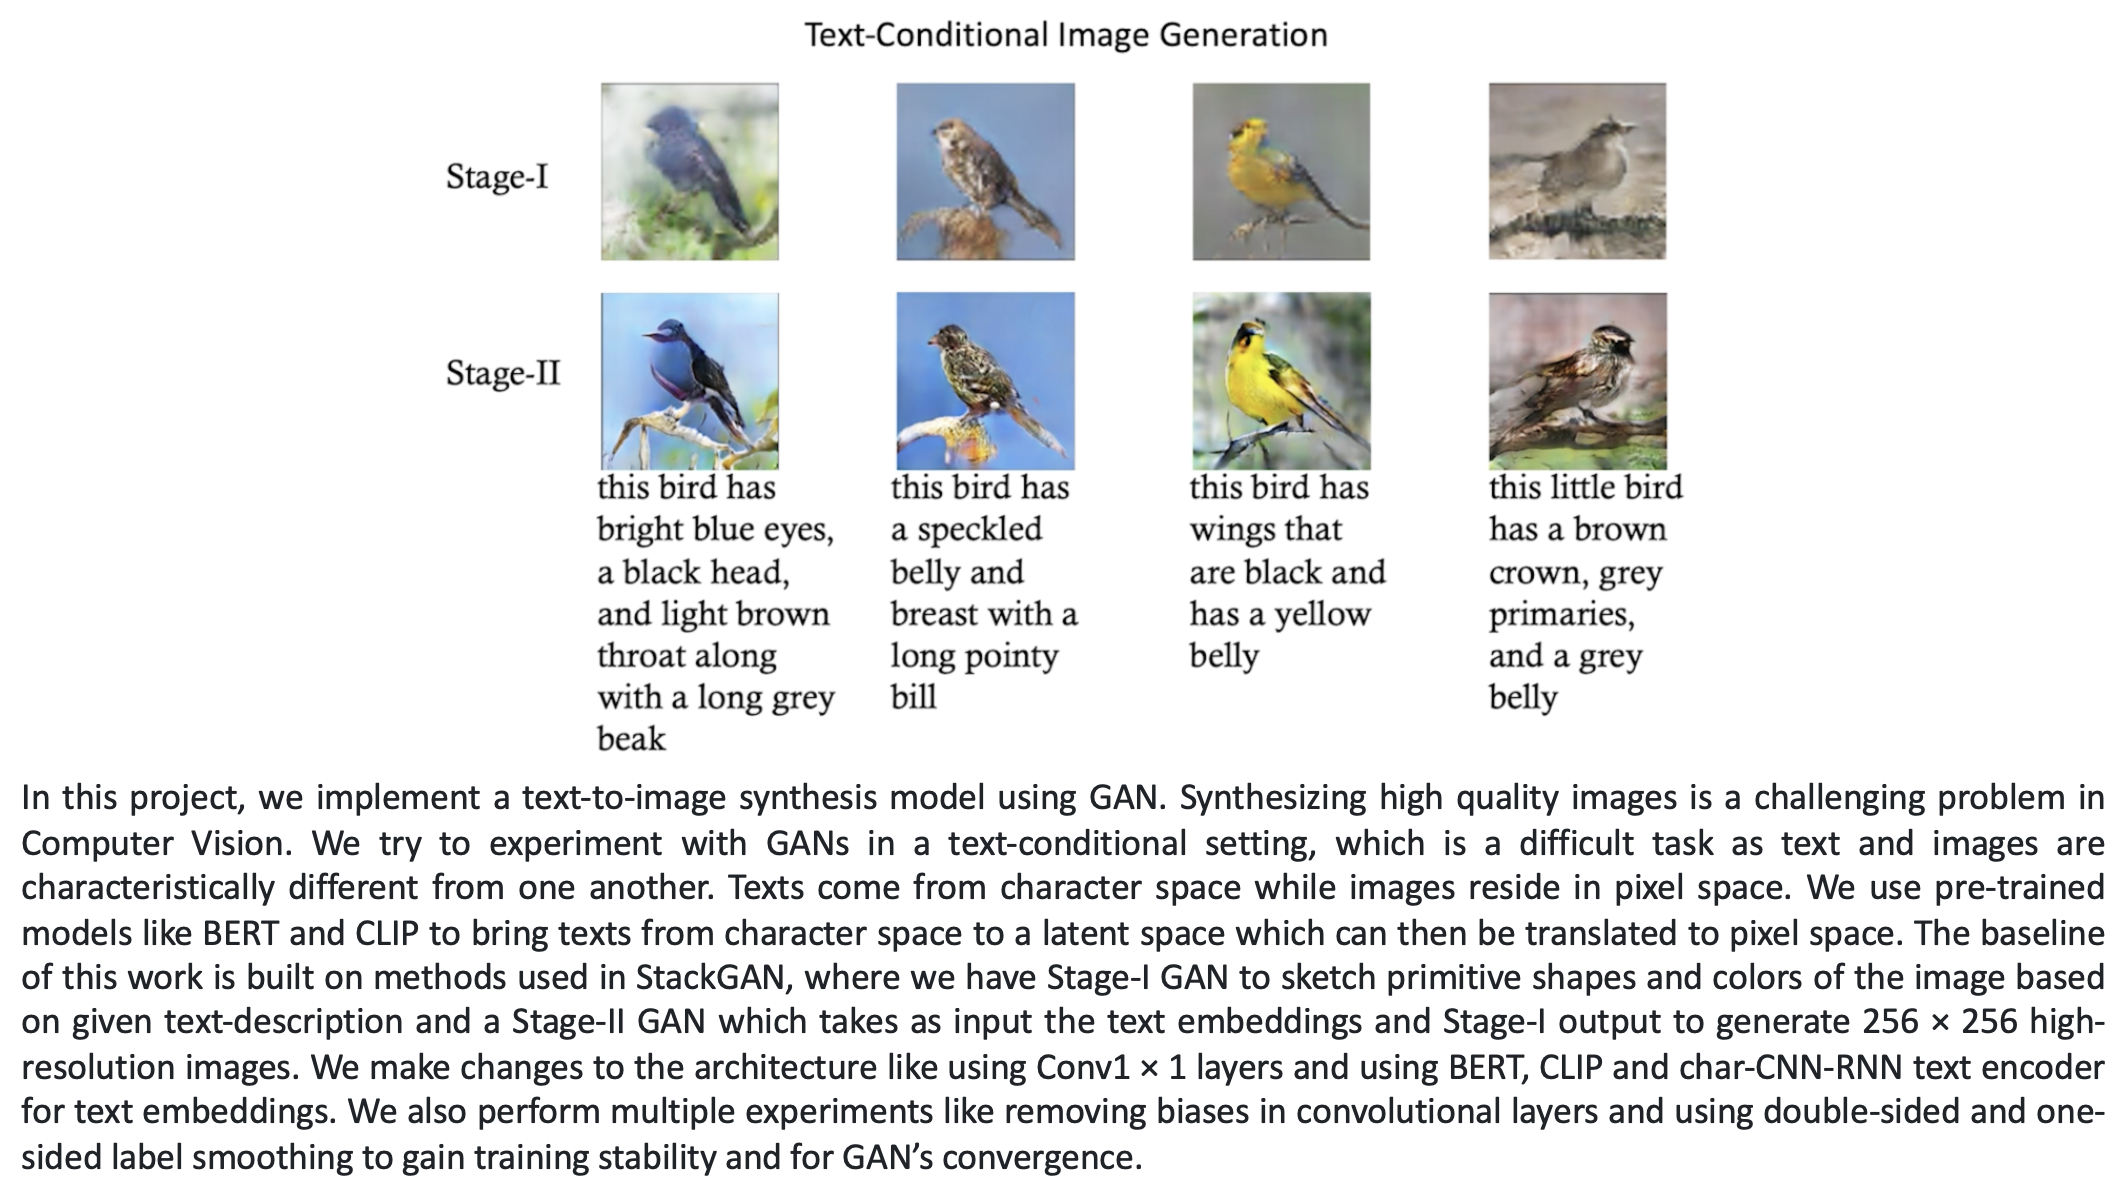 Text-Conditional Image Generation
Stage-I
Stage-II
this bird has
bright blue eyes,
a black head,
and light brown
throat along
with a long grey
beak
this bird has
a speckled
belly and
breast with a
long pointy
bill
this bird has
wings that
are black and
has a yellow
belly
this little bird
has a brown
crown, grey
primaries,
and a grey
belly
In this project, we implement a text-to-image synthesis model using GAN. Synthesizing high quality images is a challenging problem in
Computer Vision. We try to experiment with GANs in a text-conditional setting, which is a difficult task as text and images are
characteristically different from one another. Texts come from character space while images reside in pixel space. We use pre-trained
models like BERT and CLIP to bring texts from character space to a latent space which can then be translated to pixel space. The baseline
of this work is built on methods used in StackGAN, where we have Stage-I GAN to sketch primitive shapes and colors of the image based
on given text-description and a Stage-II GAN which takes as input the text embeddings and Stage-I output to generate 256 × 256 high-
resolution images. We make changes to the architecture like using Conv1 × 1 layers and using BERT, CLIP and char-CNN-RNN text encoder
for text embeddings. We also perform multiple experiments like removing biases in convolutional layers and using double-sided and one-
sided label smoothing to gain training stability and for GAN’s convergence.